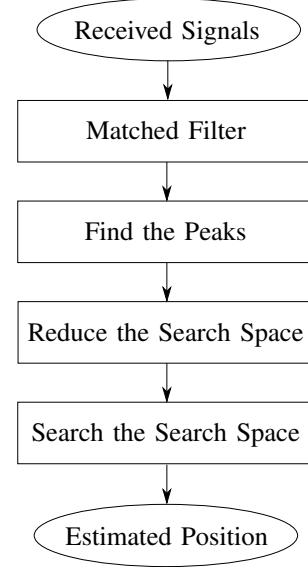 Received Signals
Matched Filter
Find the Peaks
Reduce the Search Space
Search the Search Space
Estimated Position